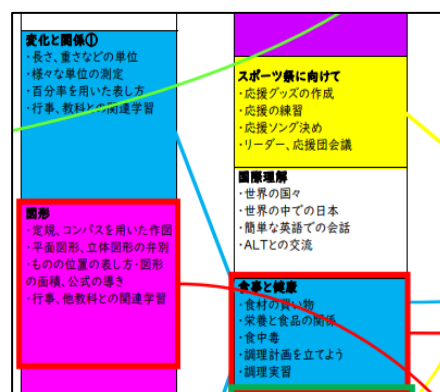 変化と関係①
・長さ、重さなどの単位
・様々な単位の測定
・百分率を用いた表し方
・行事、教科との関連学習
図形
・定規、コンパスを用いた作図
・平面図形、立体図形の弁別
・ものの位置の表し方・図形
の面積、公式の導き
・行事、他教科との関連学習
スポーツ祭に向けて
・応援グッズの作成
・応援の練習
・応援ソング決め
・リーダー、応援団会議
国際理解
・世界の国々
・世界の中での日本
・簡単な英語での会話
・ALTとの交流
食事と健康
・食材の買い物
・栄養と食品の関係
・食中毒
・調理計画を立てよう
・調理実習